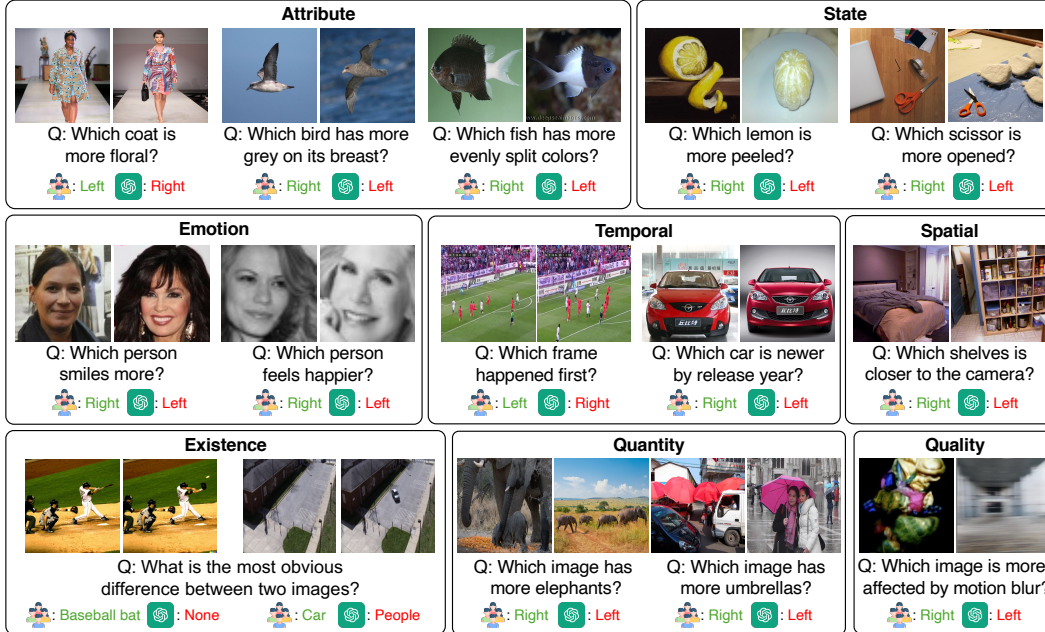 Attribute
Q: Which coat is
more floral?
: Left : Right
Q: Which bird has more
grey on its breast?
: Right : Left
Q: Which fish has more
evenly split colors?
: Right : Left
State
Q: Which lemon is
more peeled?
: Right : Left
Q: Which scissor is
more opened?
: Right : Left
Emotion
Q: Which person
smiles more?
: Right : Left
Q: Which person
feels happier?
: Right : Left
Temporal
Q: Which frame
happened first?
: Left : Right
Q: Which car is newer
by release year?
: Right : Left
Spatial
Q: Which shelves is
closer to the camera?
: Right : Left
Existence
Q: What is the most obvious
difference between two images?
: Baseball bat : None
: Car : People
Quantity
Q: Which image has
more elephants?
: Right : Left
Q: Which image has
more umbrellas?
: Right : Left
Quality
Q: Which image is more
affected by motion blur?
: Right : Left